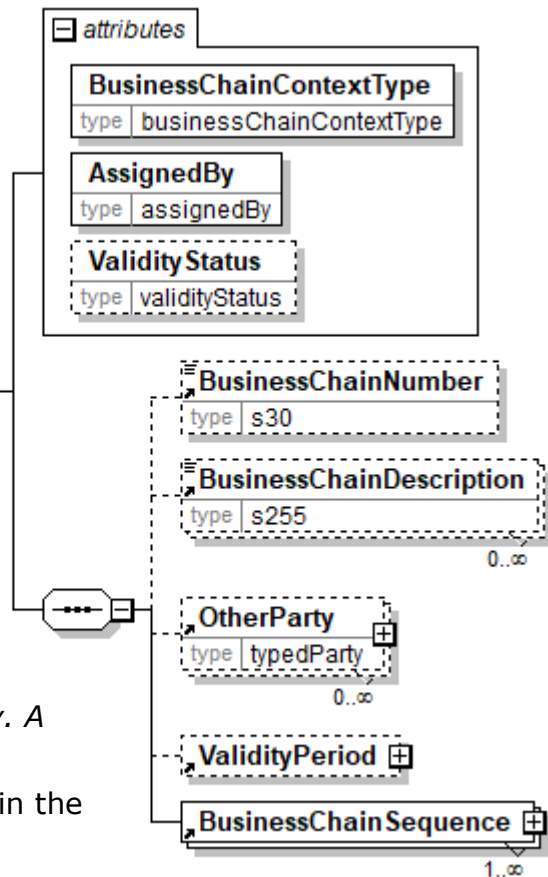 attributes
BusinessChainContextType
type businessChainContextType
AssignedBy
type assignedBy
ValidityStatus
type validityStatus
BusinessChainNumber
type s30
BusinessChainDescription
type s255
0..∞
OtherParty
type typedParty
0..∞
. A
ValidityPeriod
in the
BusinessChainSequence
1..∞